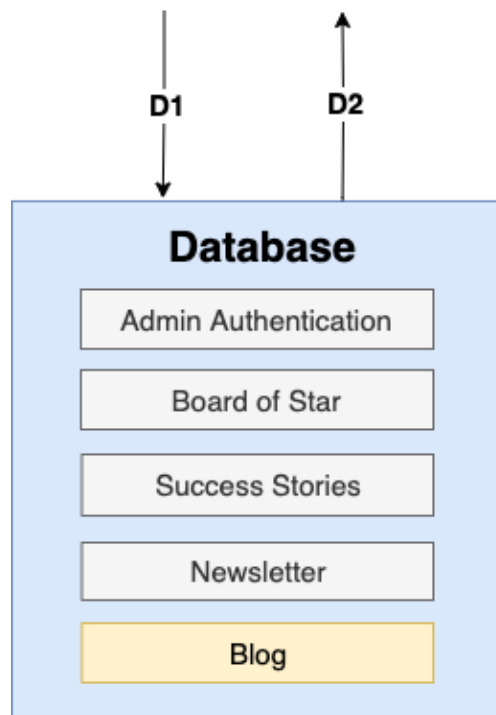 D1
D2
Database
Admin Authentication
Board of Star
Success Stories
Newsletter
Blog